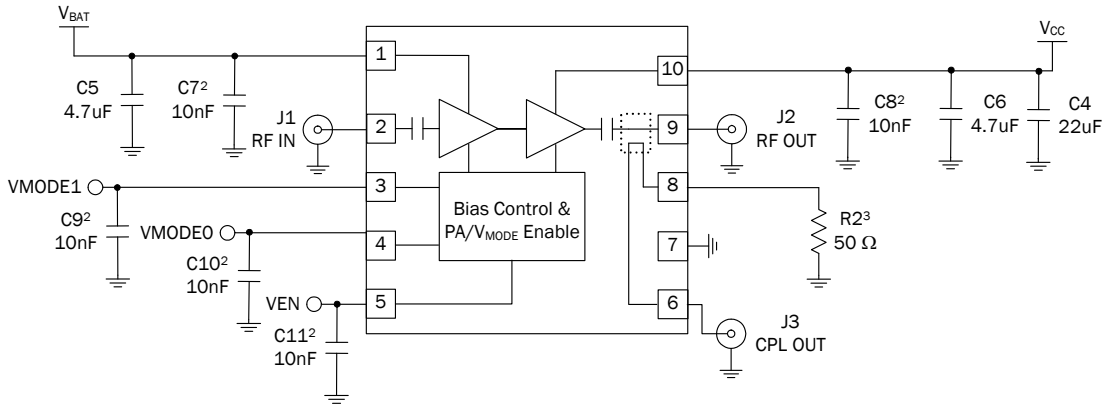 VBAT
C5
4.7uF
C7²
10nF
J1
RF IN
VMODE1
C9²
10nF
VMODE0
C10²
10nF
VEN
C11²
10nF
1
2
3
4
5
Bias Control &
PA/VMODE Enable
10
9
8
7
6
J2
RF OUT
J3
CPL OUT
R2³
50 Ω
VCC
C8²
10nF
C6
4.7uF
C4
22uF